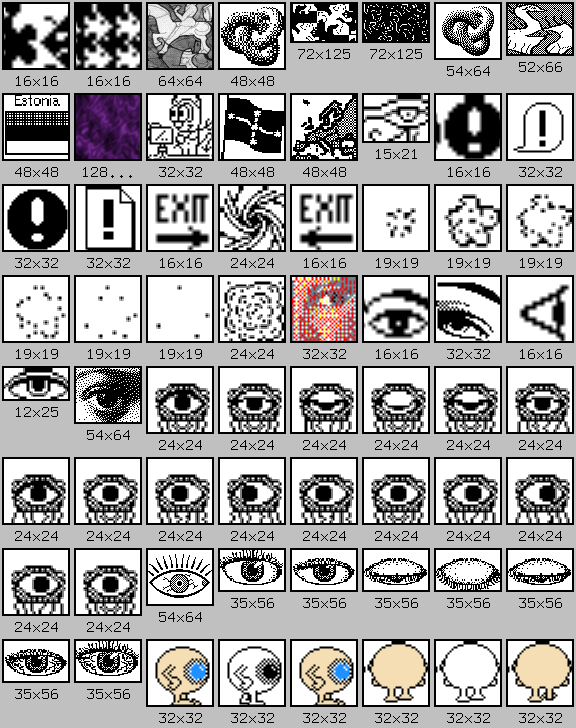 16x16 16x16 64x64 48x48 72x125 72x125 54x64 52x66
Estonia
48x48 128... 32x32 48x48 48x48 15x21 16x16 32x32
EXIT EXIT
32x32 32x32 16x16 24x24 16x16 19x19 19x19 19x19
19x19 19x19 19x19 24x24 32x32 16x16 32x32 16x16
12x25 54x64 24x24 24x24 24x24 24x24 24x24 24x24
24x24 24x24 24x24 24x24 24x24 24x24 24x24 24x24
24x24 24x24 54x64 35x56 35x56 35x56 35x56 35x56
35x56 35x56 32x32 32x32 32x32 32x32 32x32 32x32